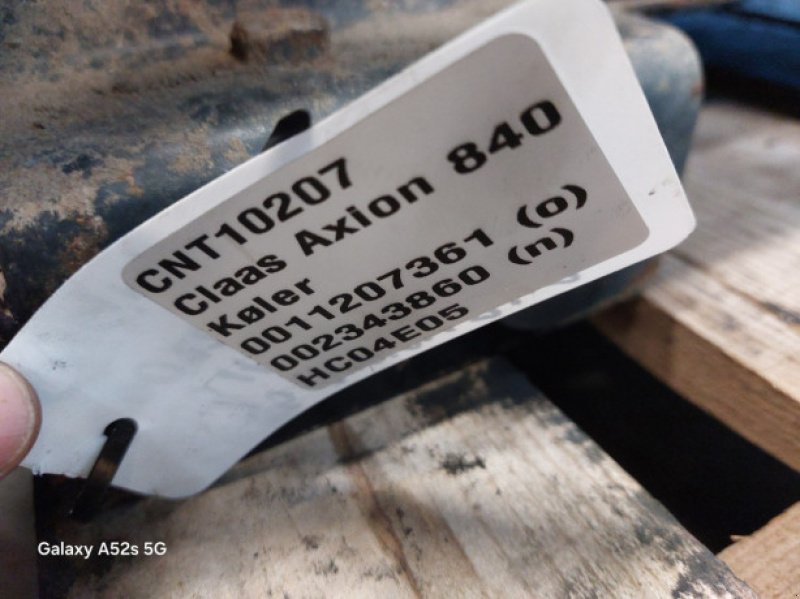 CNT10207
Claas Axion 840
Køler
0011207361 (o)
002343860 (n)
HC04E05
Galaxy A52s 5G